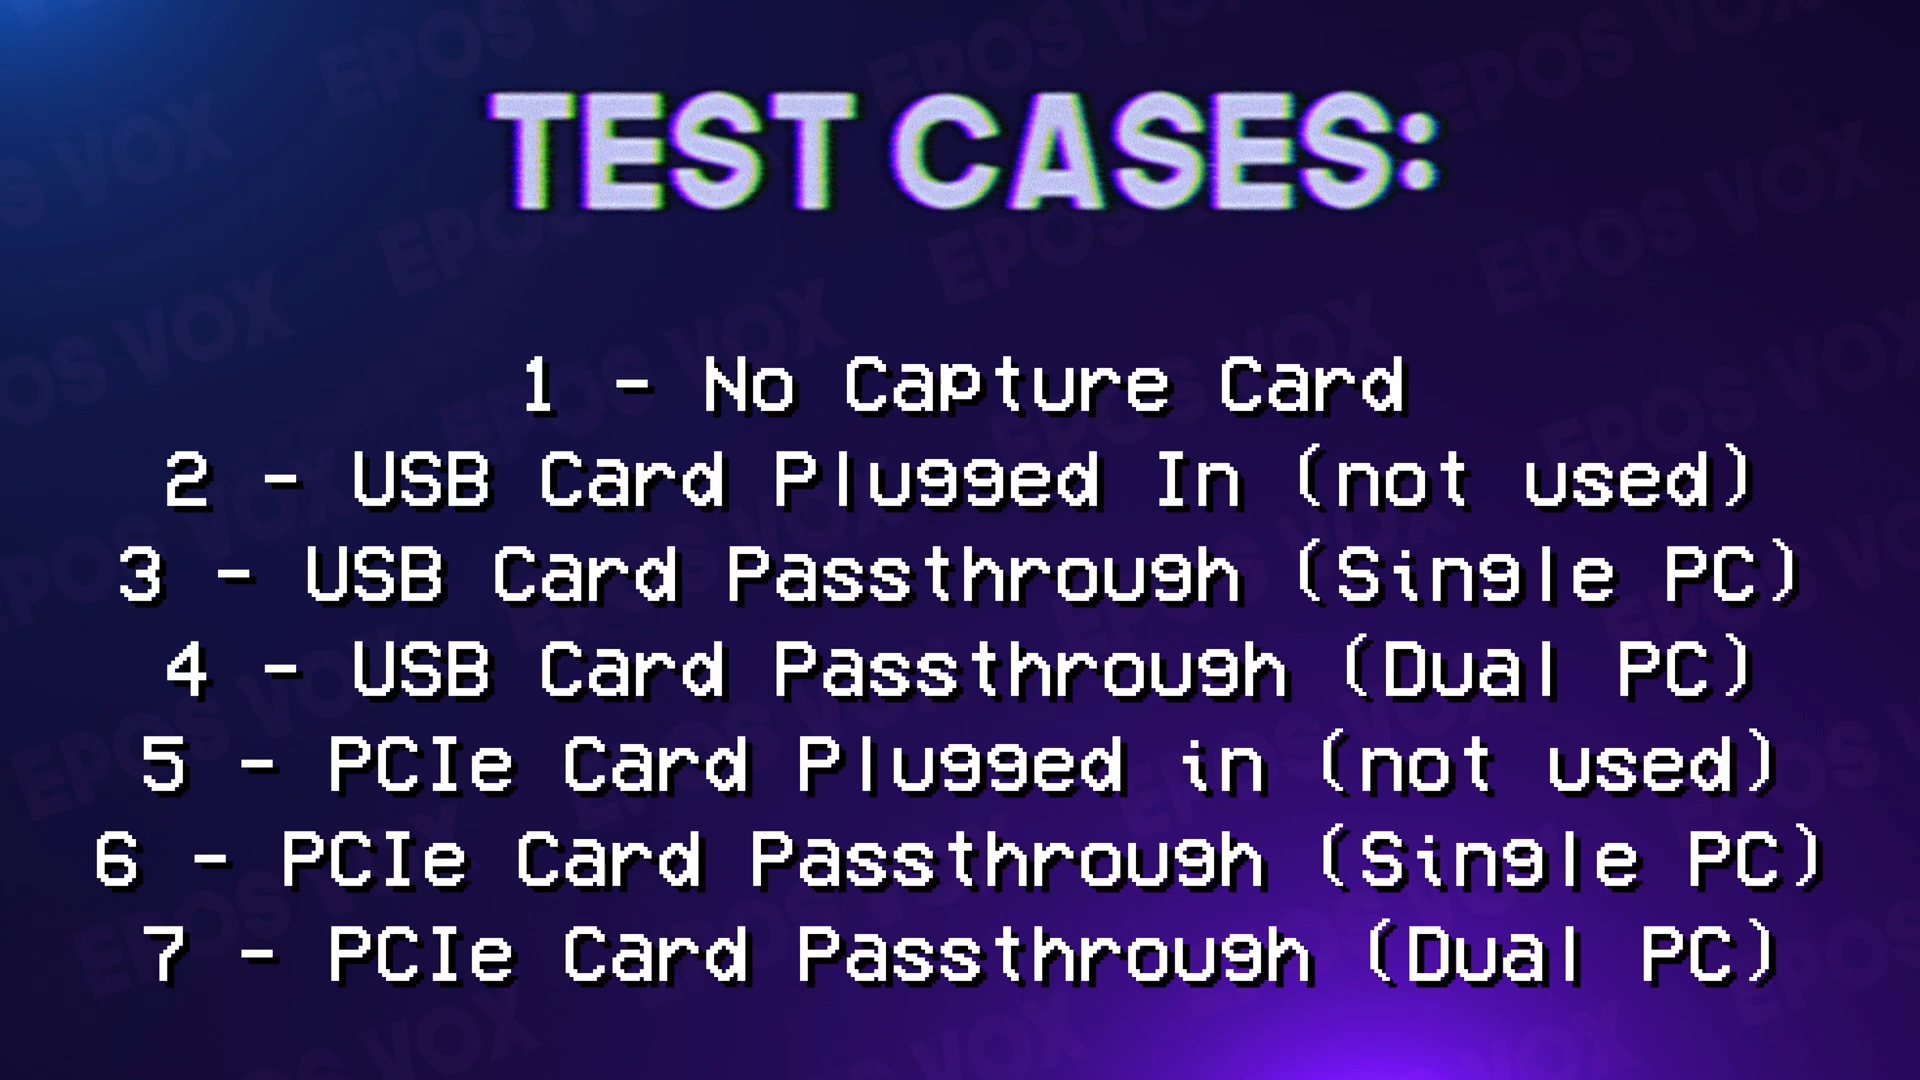 TEST CASES:
1 - No Capture Card
2 - USB Card Plugged In (not used)
3 - USB Card Passthrough (Single PC)
4 - USB Card Passthrough (Dual PC)
5 - PCIe Card Plugged in (not used)
6 - PCIe Card Passthrough (Single PC)
7 - PCIe Card Passthrough (Dual PC)
EPOS VOX